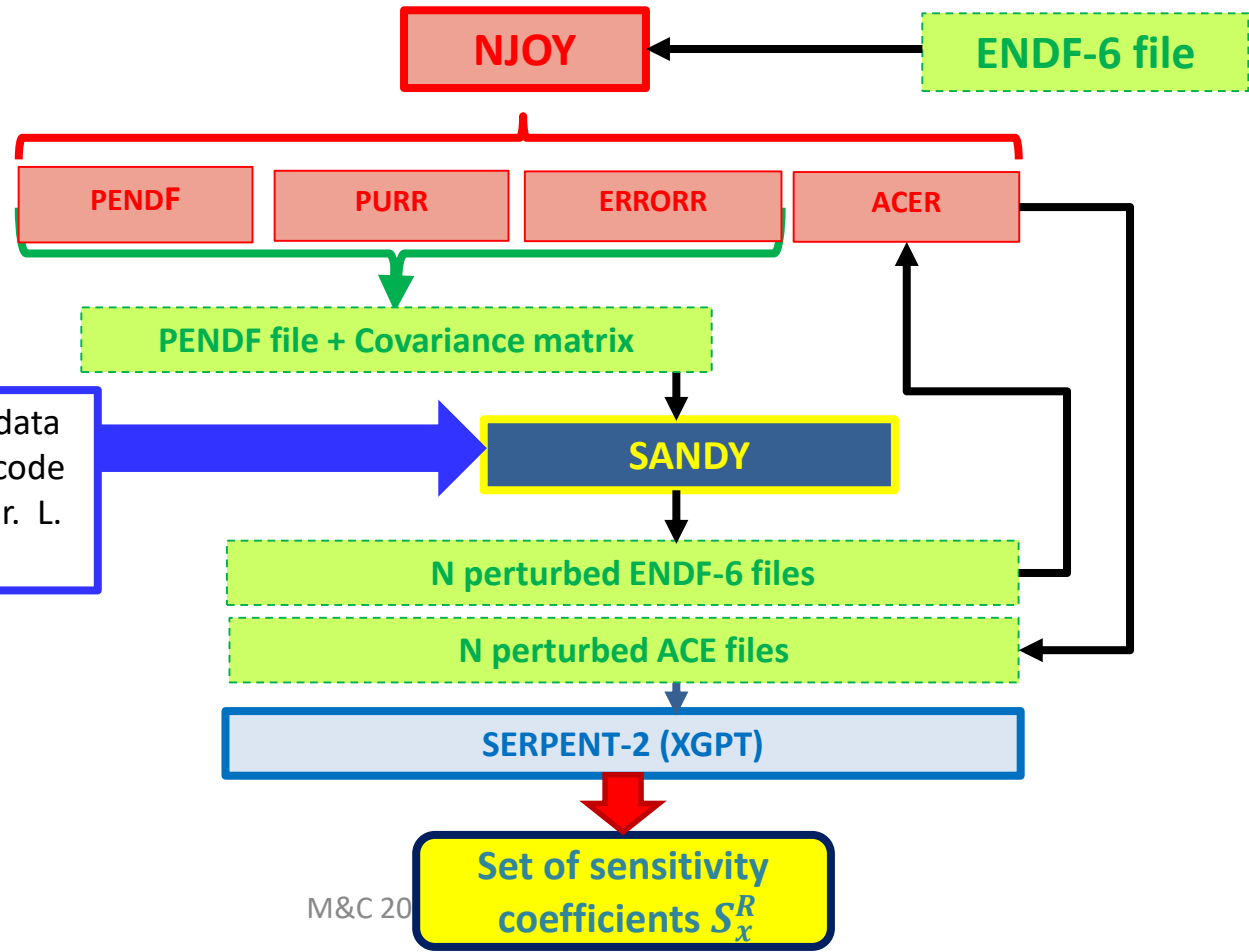 NJOY
ENDF-6 file
PENDF
PURR
ERRORR
ACER
PENDF file + Covariance matrix
data
code
r. L.
SANDY
N perturbed ENDF-6 files
N perturbed ACE files
SERPENT-2 (XGPT)
Set of sensitivity
coefficients $S_x^R$
M&C 20